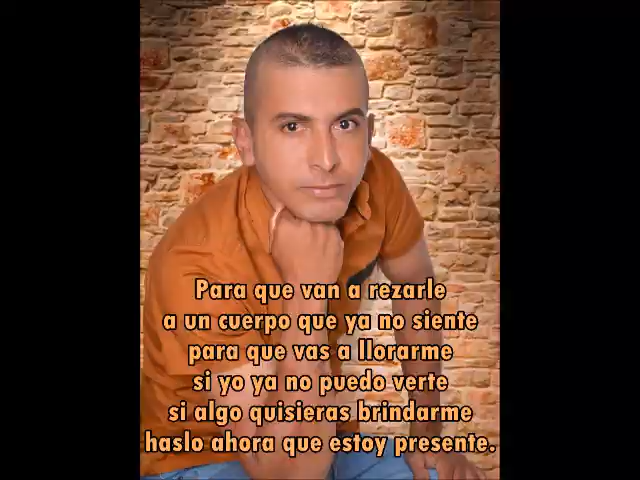 Para que van a rezarle
a un cuerpo que ya no siente
para que vas a llorarme
si yo ya no puedo verte
si algo quisieras brindarme
haslo ahora que estoy presente.